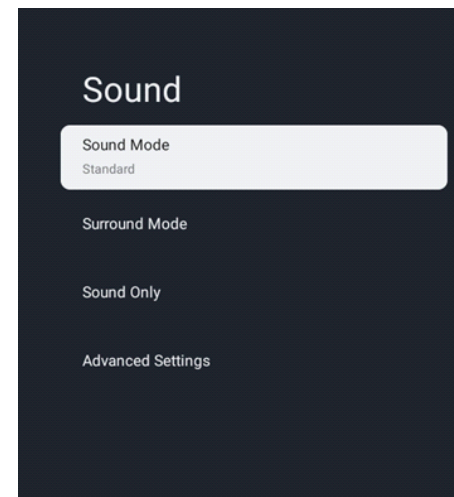 Sound
Sound Mode
Standard
Surround Mode
Sound Only
Advanced Settings